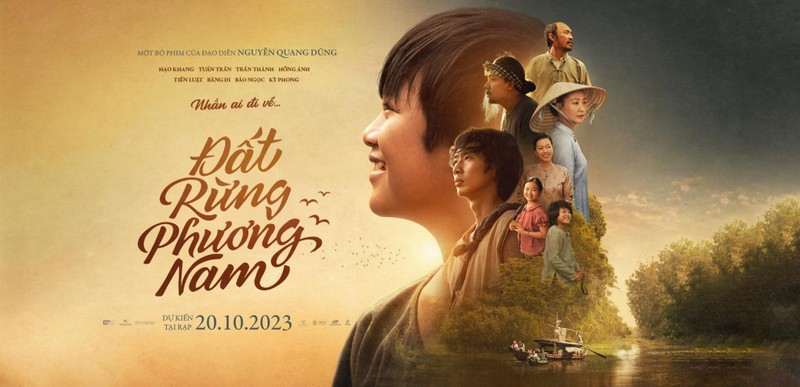 MỘT BỘ PHIM CỦA ĐẠO DIỄN NGUYỄN QUANG DŨNG
HẠO KHANG TUẤN TRẦN TRẤN THÀNH HỒNG ÁNH
TIẾN LUẬT BĂNG DI BẢO NGỌC KỲ PHONG
Nhắn ai đi về...
Đất
Rừng
Phương
Nam
DỰ KIẾN
TẠI RẠP 20.10.2023